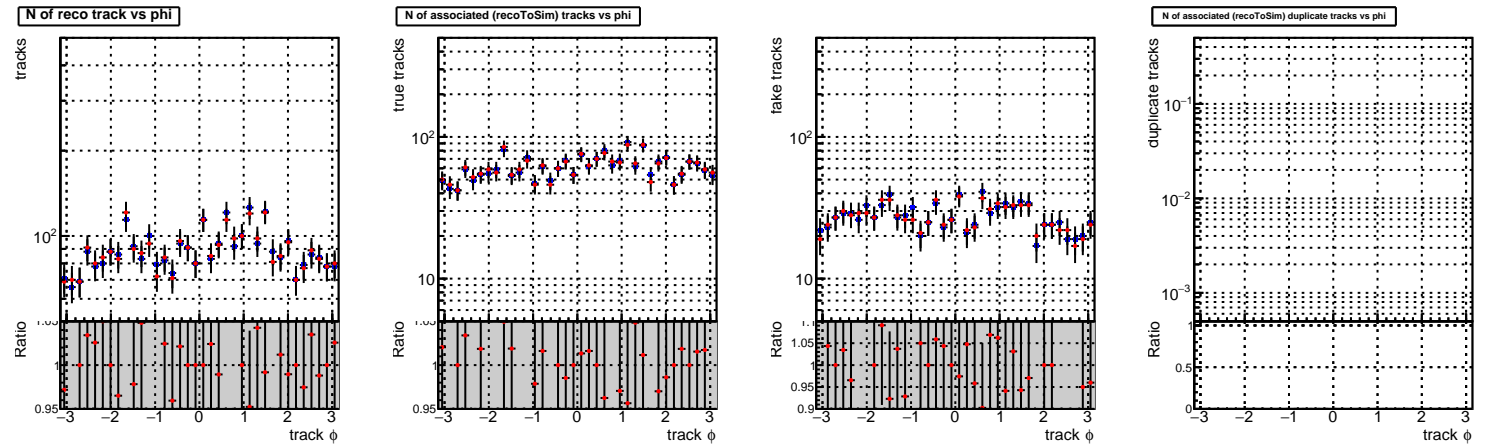 N of reco track vs phi
tracks
10²
Ratio
1.05
1
0.95
−3 −2 −1 0 1 2 3
track ϕ
N of associated (recoToSim) tracks vs phi
true tracks
10²
10
Ratio
1.05
1
0.95
−3 −2 −1 0 1 2 3
track ϕ
fake tracks
10²
10
Ratio
1.1
1.05
1
0.95
0.9
−3 −2 −1 0 1 2 3
track ϕ
N of associated (recoToSim) duplicate tracks vs phi
duplicate tracks
10⁻¹
10⁻²
10⁻³
Ratio
1
0.5
0
−3 −2 −1 0 1 2 3
track ϕ